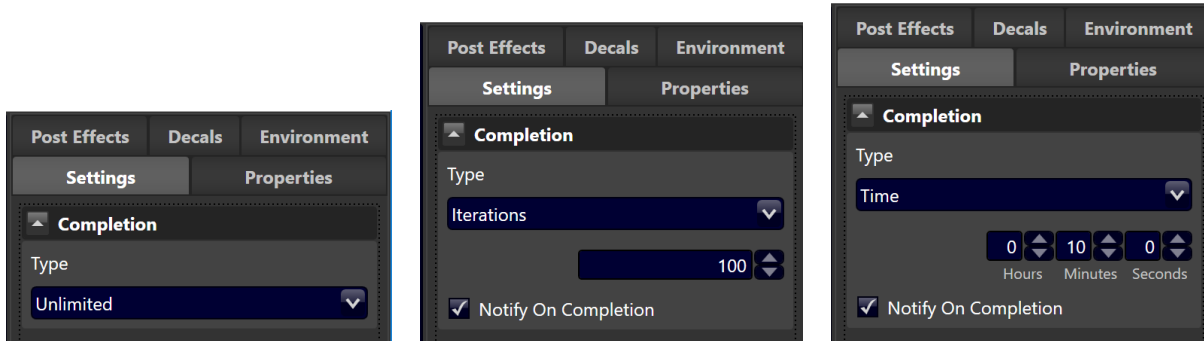 Post Effects Decals Environment
Settings Properties
Completion
Type
Unlimited
Post Effects Decals Environment
Settings Properties
Completion
Type
Iterations
100
Notify On Completion
Post Effects Decals Environment
Settings Properties
Completion
Type
Time
0 10 0
Hours Minutes Seconds
Notify On Completion